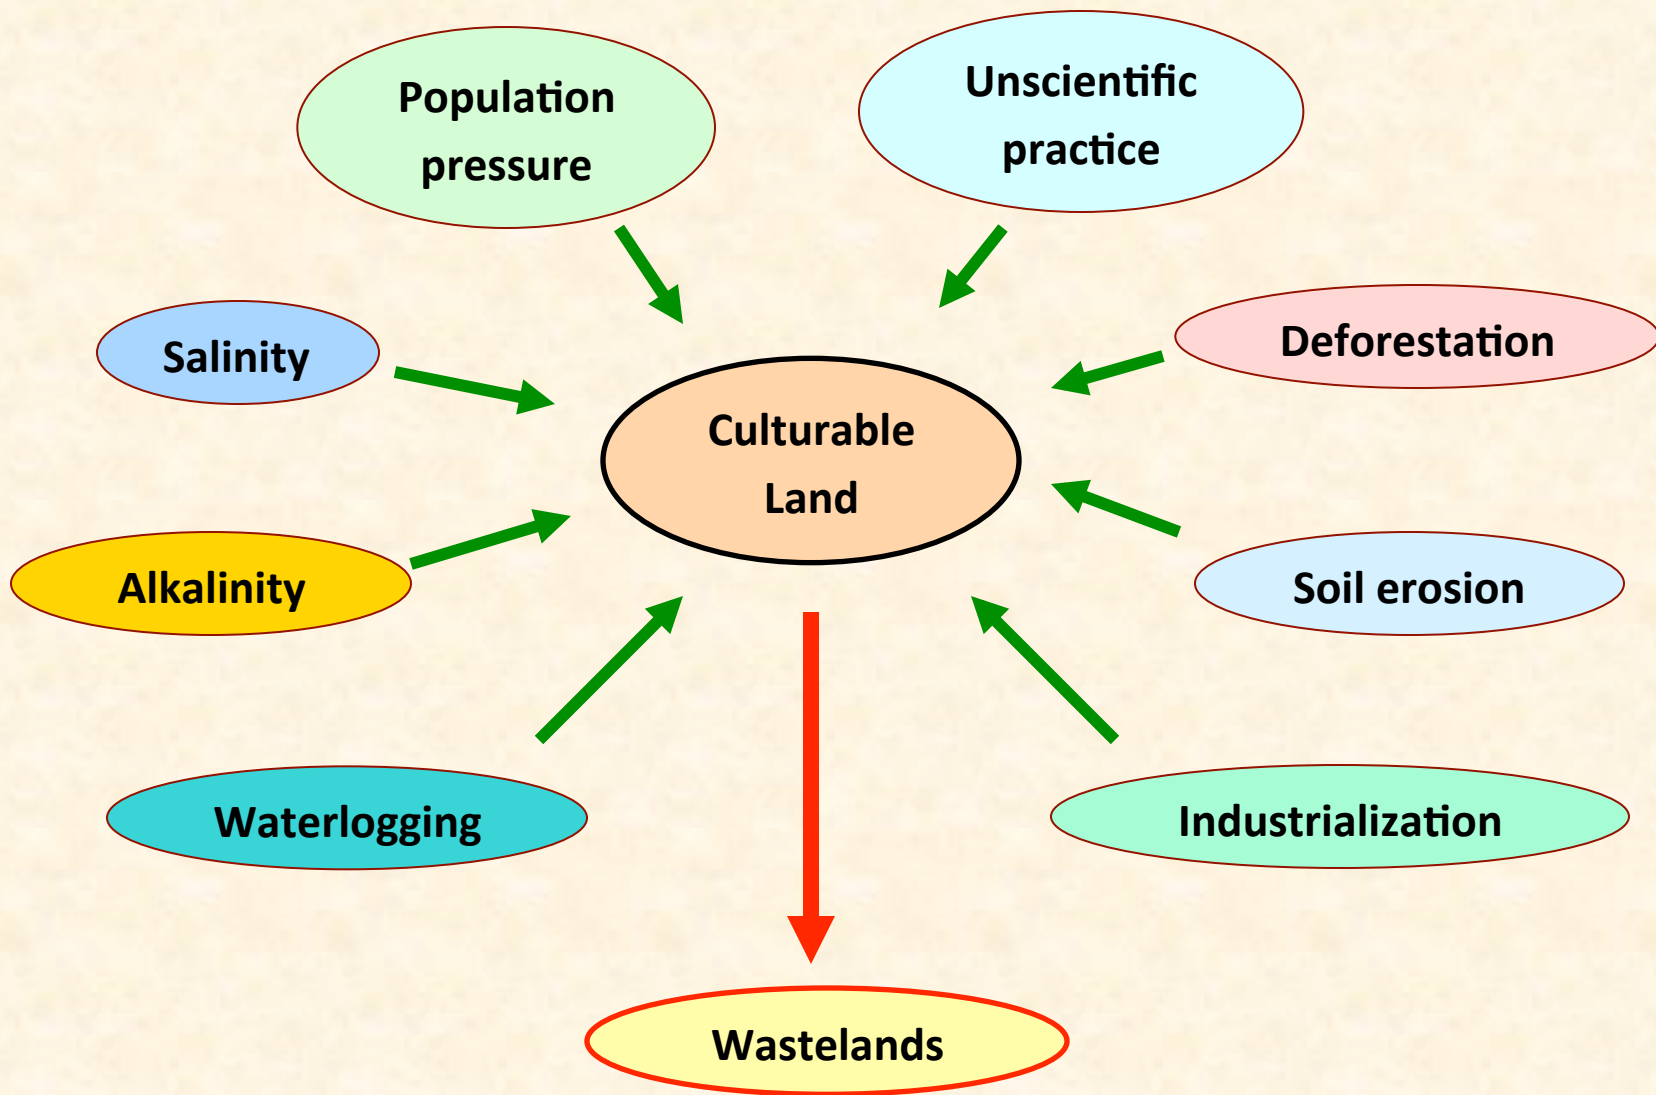 Population
pressure
Unscientific
practice
Salinity
Deforestation
Culturable
Land
Alkalinity
Soil erosion
Waterlogging
Industrialization
Wastelands